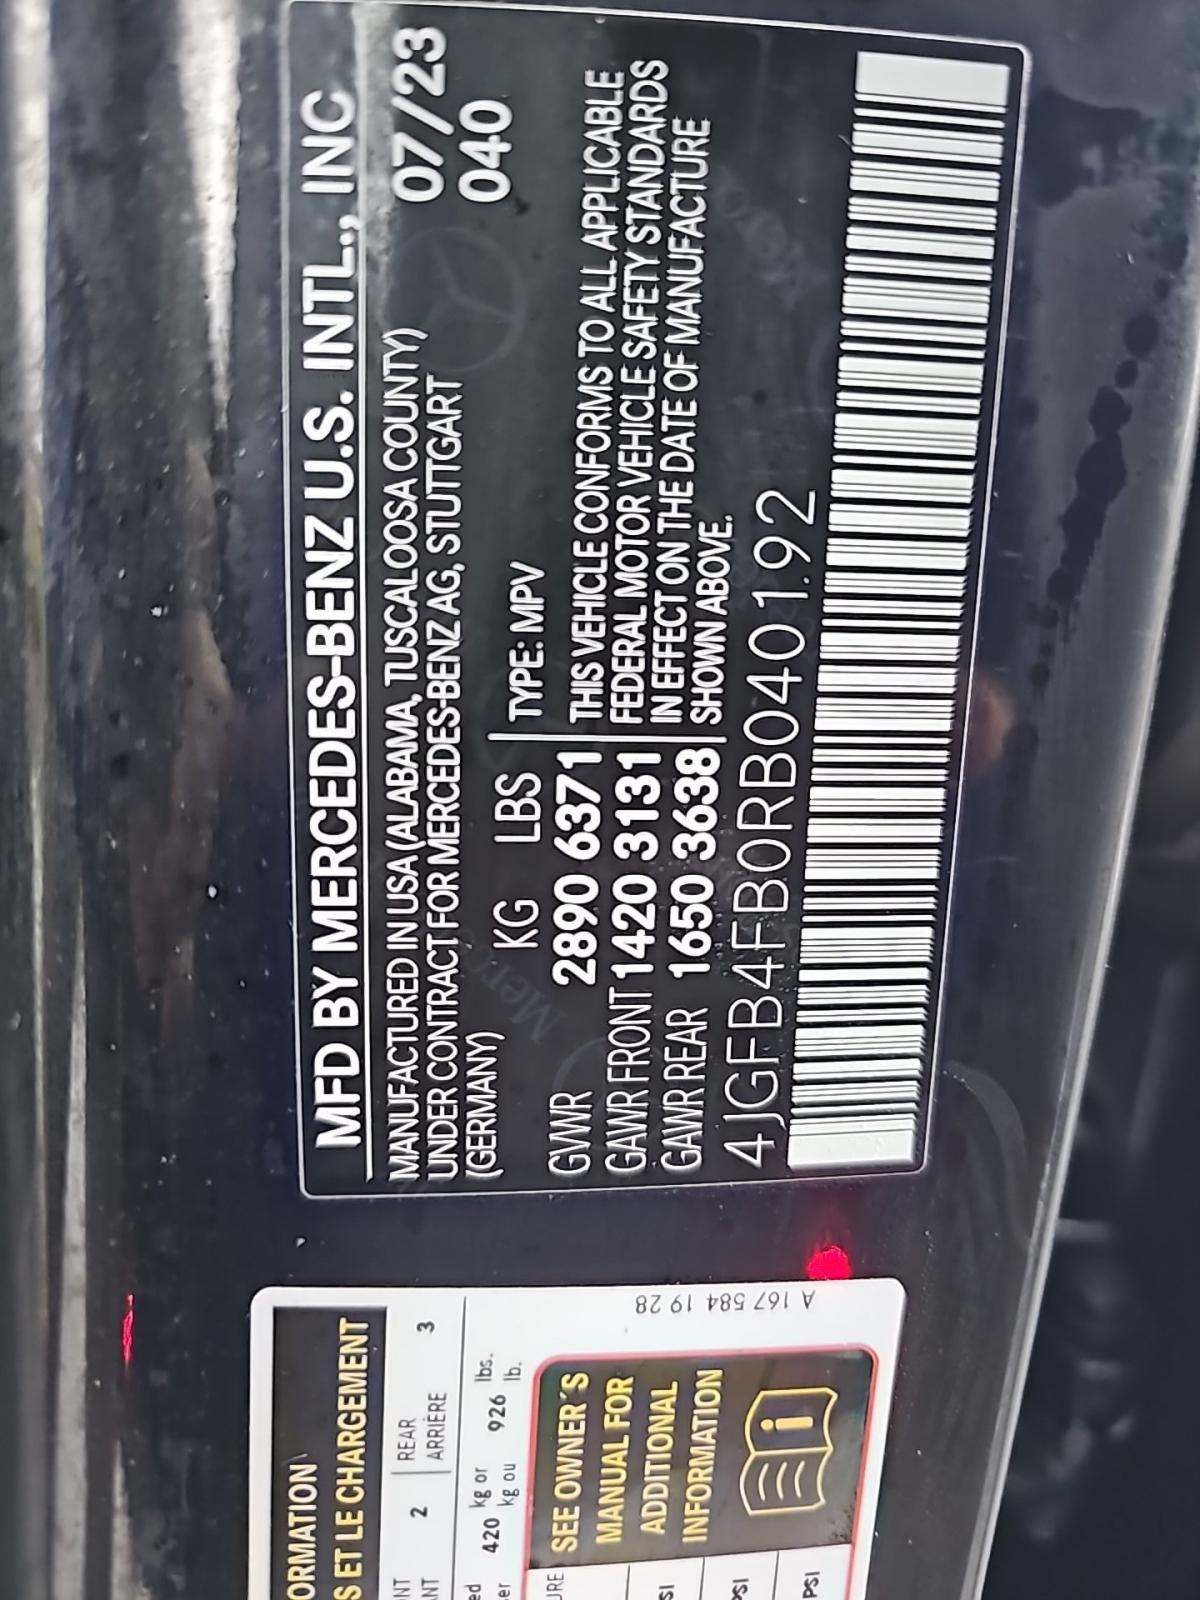 MFD BY MERCEDES-BENZ U.S. INTL., INC
MANUFACTURED IN USA (ALABAMA, TUSCALOOSA COUNTY) 07/23
UNDER CONTRACT FOR MERCEDES-BENZ AG, STUTTGART 040
(GERMANY)
KG LBS TYPE: MPV
GVWR 2890 6371 THIS VEHICLE CONFORMS TO ALL APPLICABLE
GAWR FRONT 1420 3131 FEDERAL MOTOR VEHICLE SAFETY STANDARDS
GAWR REAR 1650 3638 IN EFFECT ON THE DATE OF MANUFACTURE
SHOWN ABOVE.
4JGFB4FB0RB040192
ORMATION
S ET LE CHARGEMENT
2 REAR 3
ARRIÈRE
420 kg or 926 lbs.
kg ou lb.
SEE OWNER'S
MANUAL FOR
ADDITIONAL
INFORMATION
PSI
A 167 584 19 28